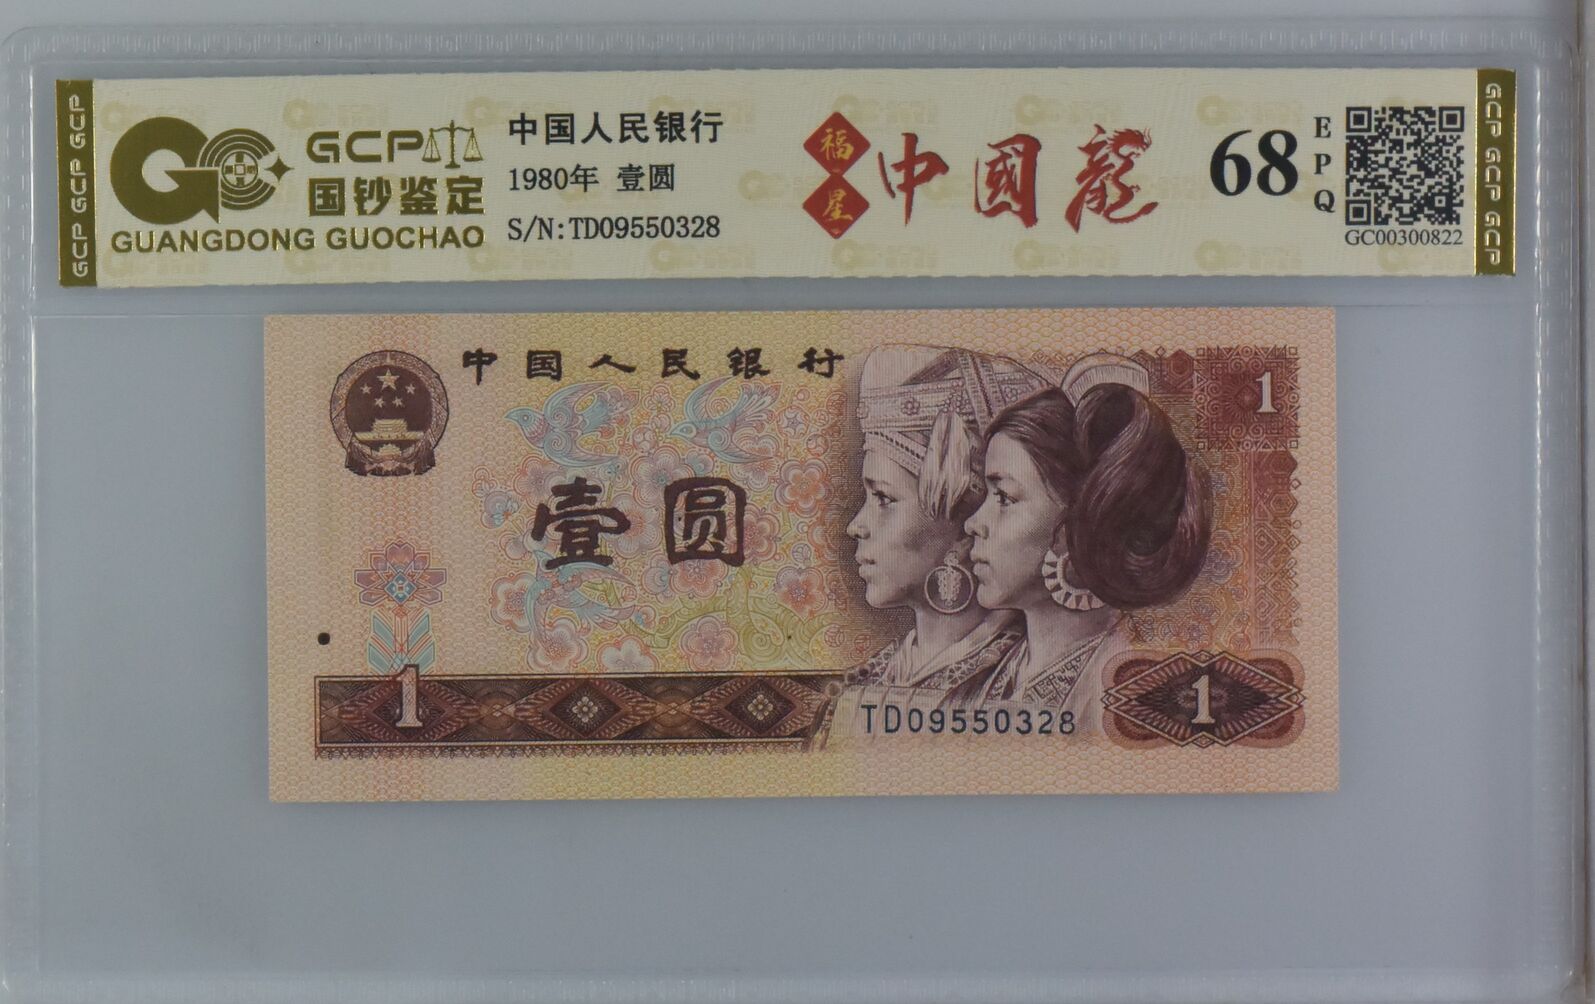 GCP GCP GCP
GCP
国钞鉴定
GUANGDONG GUOCHAO
中国人民银行
1980年 壹圆
S/N:TD09550328
福星
中國龍
68
EPQ
GC00300822
GCP GCP GCP GCP
中国人民银行
1
壹圆
1
TD09550328
1